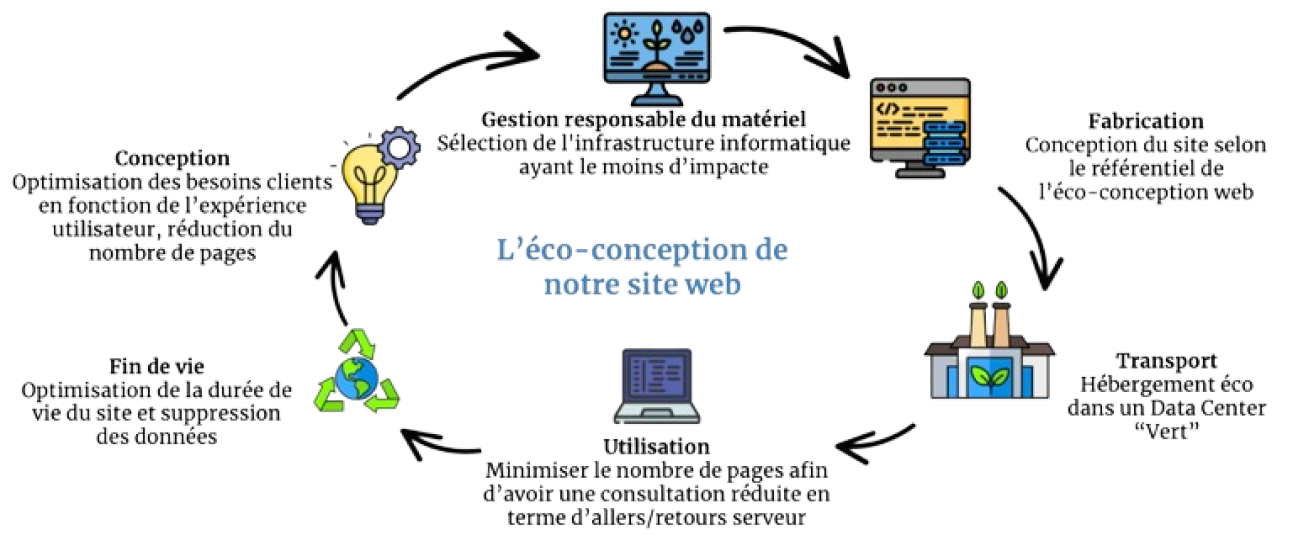 Gestion responsable du matériel
Sélection de l'infrastructure informatique
ayant le moins d’impacte
Fabrication
Conception du site selon
le référentiel de
l’éco-conception web
Transport
Hébergement éco
dans un Data Center
“Vert”
Utilisation
Minimiser le nombre de pages afin
d’avoir une consultation réduite en
terme d’allers/retours serveur
Fin de vie
Optimisation de la durée de
vie du site et suppression
des données
Conception
Optimisation des besoins clients
en fonction de l’expérience
utilisateur, réduction du
nombre de pages
L’éco-conception de
notre site web